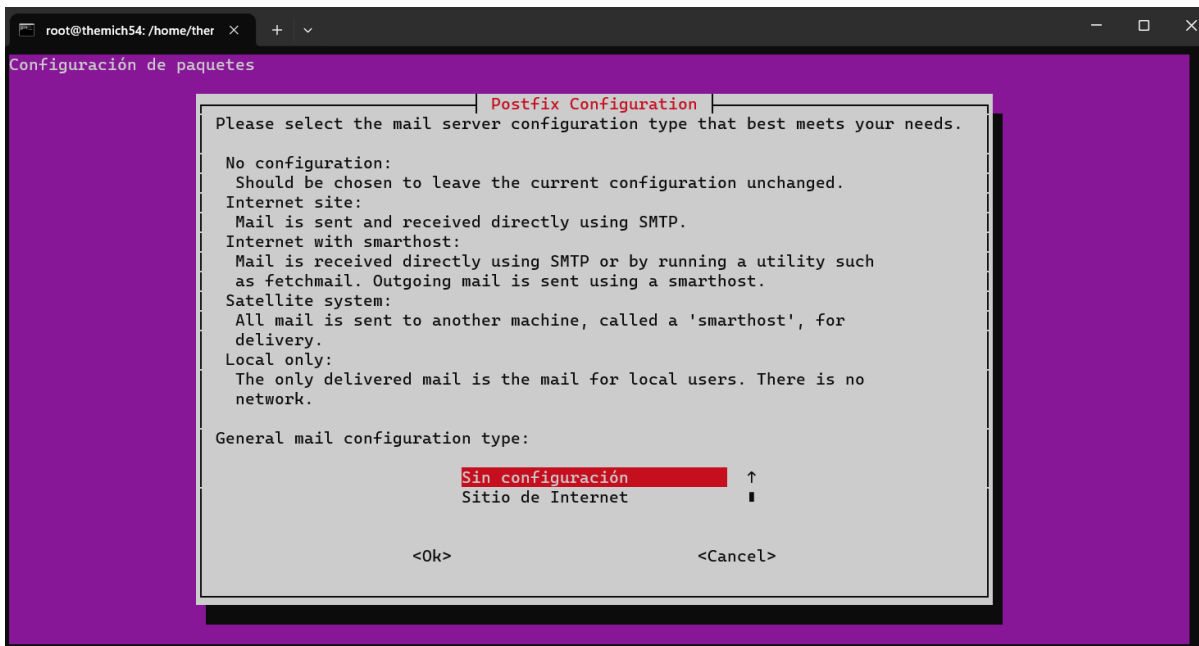 root@themich54: /home/ther
Configuración de paquetes
Postfix Configuration
Please select the mail server configuration type that best meets your needs.
No configuration:
Should be chosen to leave the current configuration unchanged.
Internet site:
Mail is sent and received directly using SMTP.
Internet with smarthost:
Mail is received directly using SMTP or by running a utility such
as fetchmail. Outgoing mail is sent using a smarthost.
Satellite system:
All mail is sent to another machine, called a 'smarthost', for
delivery.
Local only:
The only delivered mail is the mail for local users. There is no
network.
General mail configuration type:
Sin configuración
Sitio de Internet
<Ok> <Cancel>